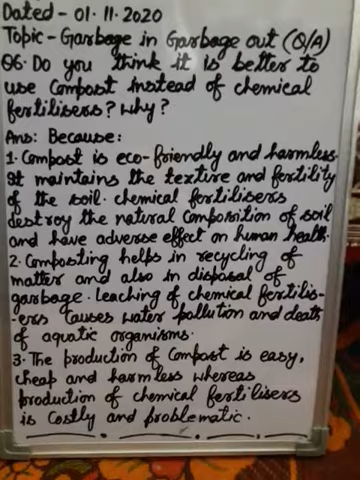 Dated - 01.11.2020
Topic - Garbage in Garbage out (Q/A)
Q6. Do you think it is better to
use compost instead of chemical
fertilisers? Why?
Ans: Because:
1. Compost is eco-friendly and harmless.
It maintains the texture and fertility
of the soil. chemical fertilisers
destroy the natural composition of soil
and have adverse effect on human health.
2. Composting helps in recycling of
matter and also in disposal of
garbage. leaching of chemical fertilis-
-ers causes water pollution and death
of aquatic organisms.
3. The production of compost is easy,
cheap and harmless whereas
production of chemical fertilisers
is costly and problematic.